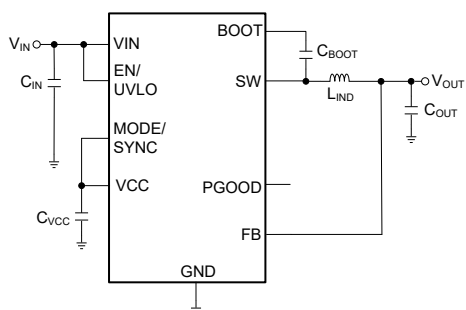 VIN
VIN
BOOT
CBOOT
CIN
EN/
UVLO
SW
LIND
VOUT
COUT
MODE/
SYNC
VCC
PGOOD
CVCC
FB
GND